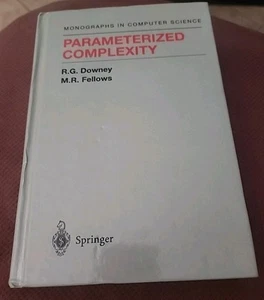 MONOGRAPHS IN COMPUTER SCIENCE
PARAMETERIZED
COMPLEXITY
R.G. Downey
M.R. Fellows
Springer